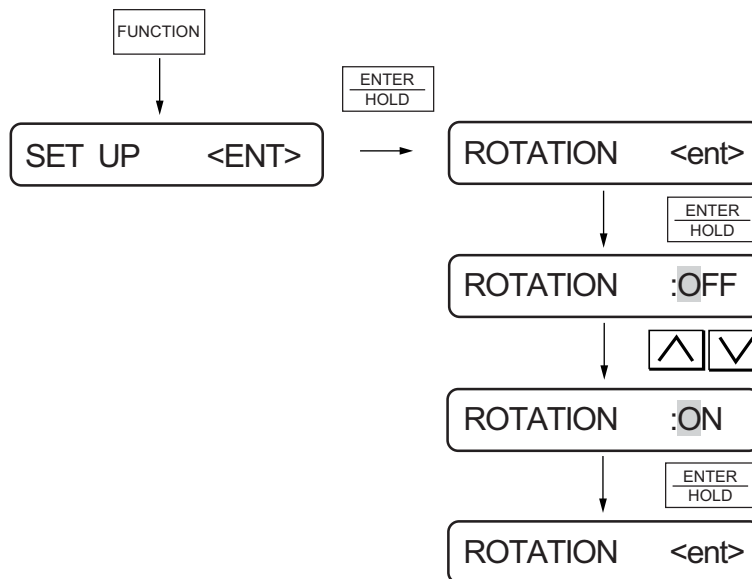 FUNCTION
ENTER
HOLD
SET UP <ENT>
ROTATION <ent>
ENTER
HOLD
ROTATION :OFF
ROTATION :ON
ENTER
HOLD
ROTATION <ent>